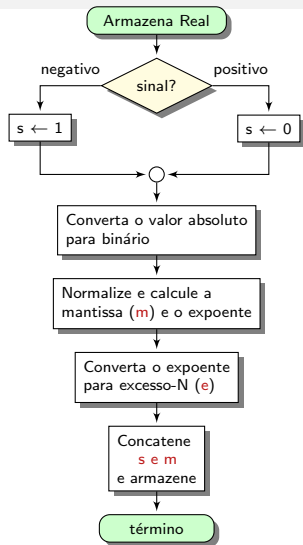 Armazena Real
negativo
positivo
sinal?
s ← 1
s ← 0
Converta o valor absoluto
para binário
Normalize e calcule a
mantissa (m) e o expoente
Converta o expoente
para excesso-N (e)
Concatene
s e m
e armazene
término